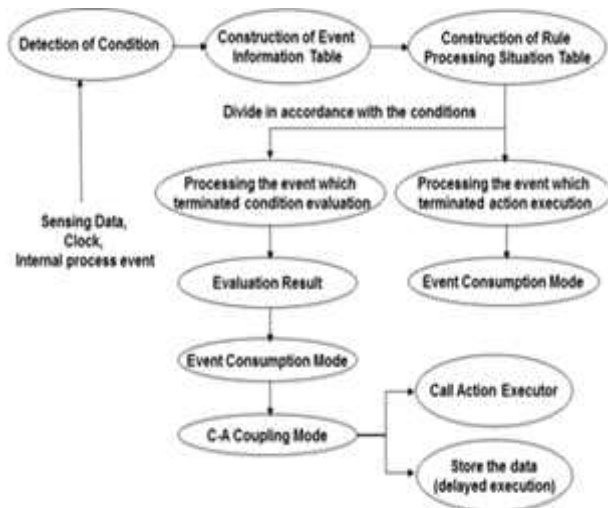 Detection of Condition
Construction of Event
Information Table
Construction of Rule
Processing Situation Table
Divide in accordance with the conditions
Processing the event which
terminated condition evaluation
Processing the event which
terminated action execution
Sensing Data,
Clock,
Internal process event
Evaluation Result
Event Consumption Mode
Event Consumption Mode
C-A Coupling Mode
Call Action Executor
Store the data
(delayed execution)